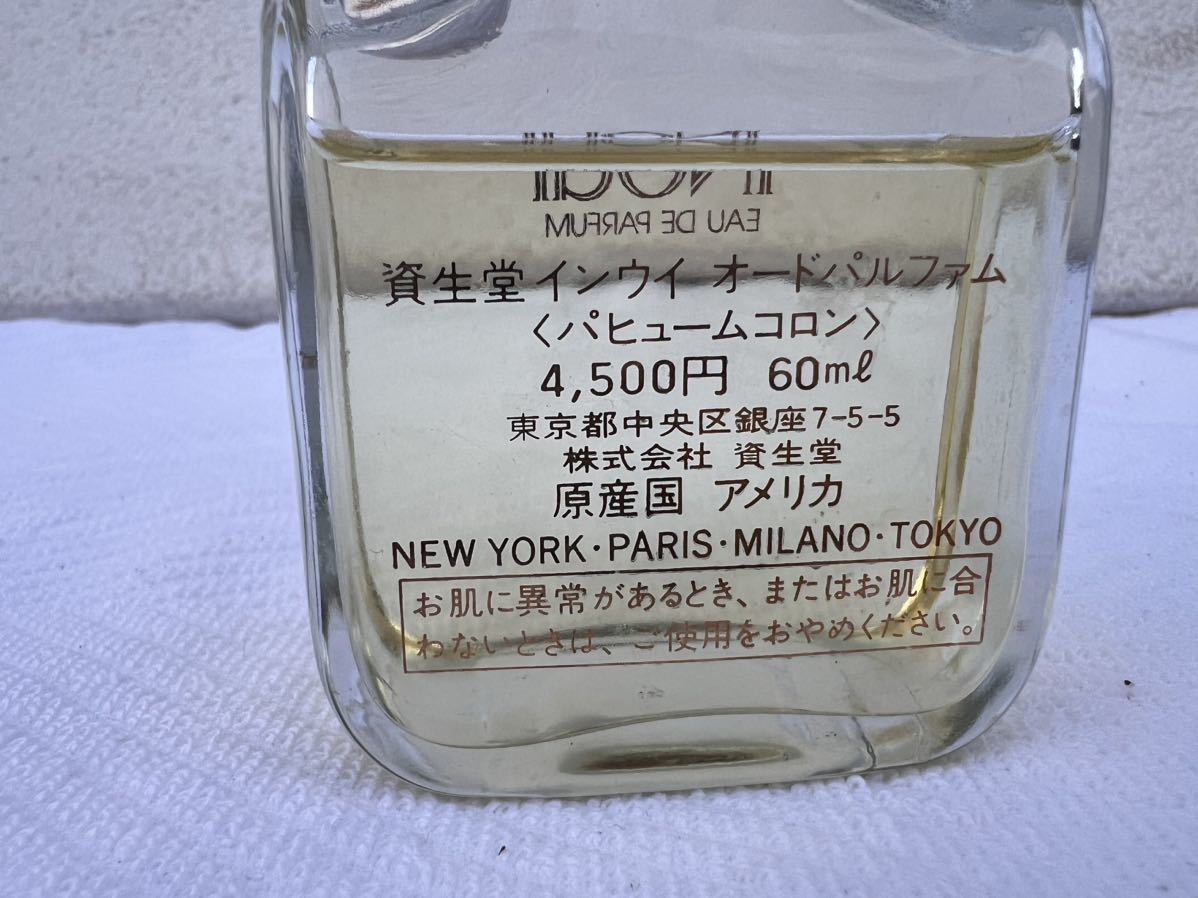 INOUI
EAU DE PARFUM
資生堂インウイ オードパルファム
〈パヒュームコロン〉
4,500円 60mℓ
東京都中央区銀座7-5-5
株式会社 資生堂
原産国 アメリカ
NEW YORK・PARIS・MILANO・TOKYO
お肌に異常があるとき、またはお肌に合
わないときは、ご使用をおやめください。